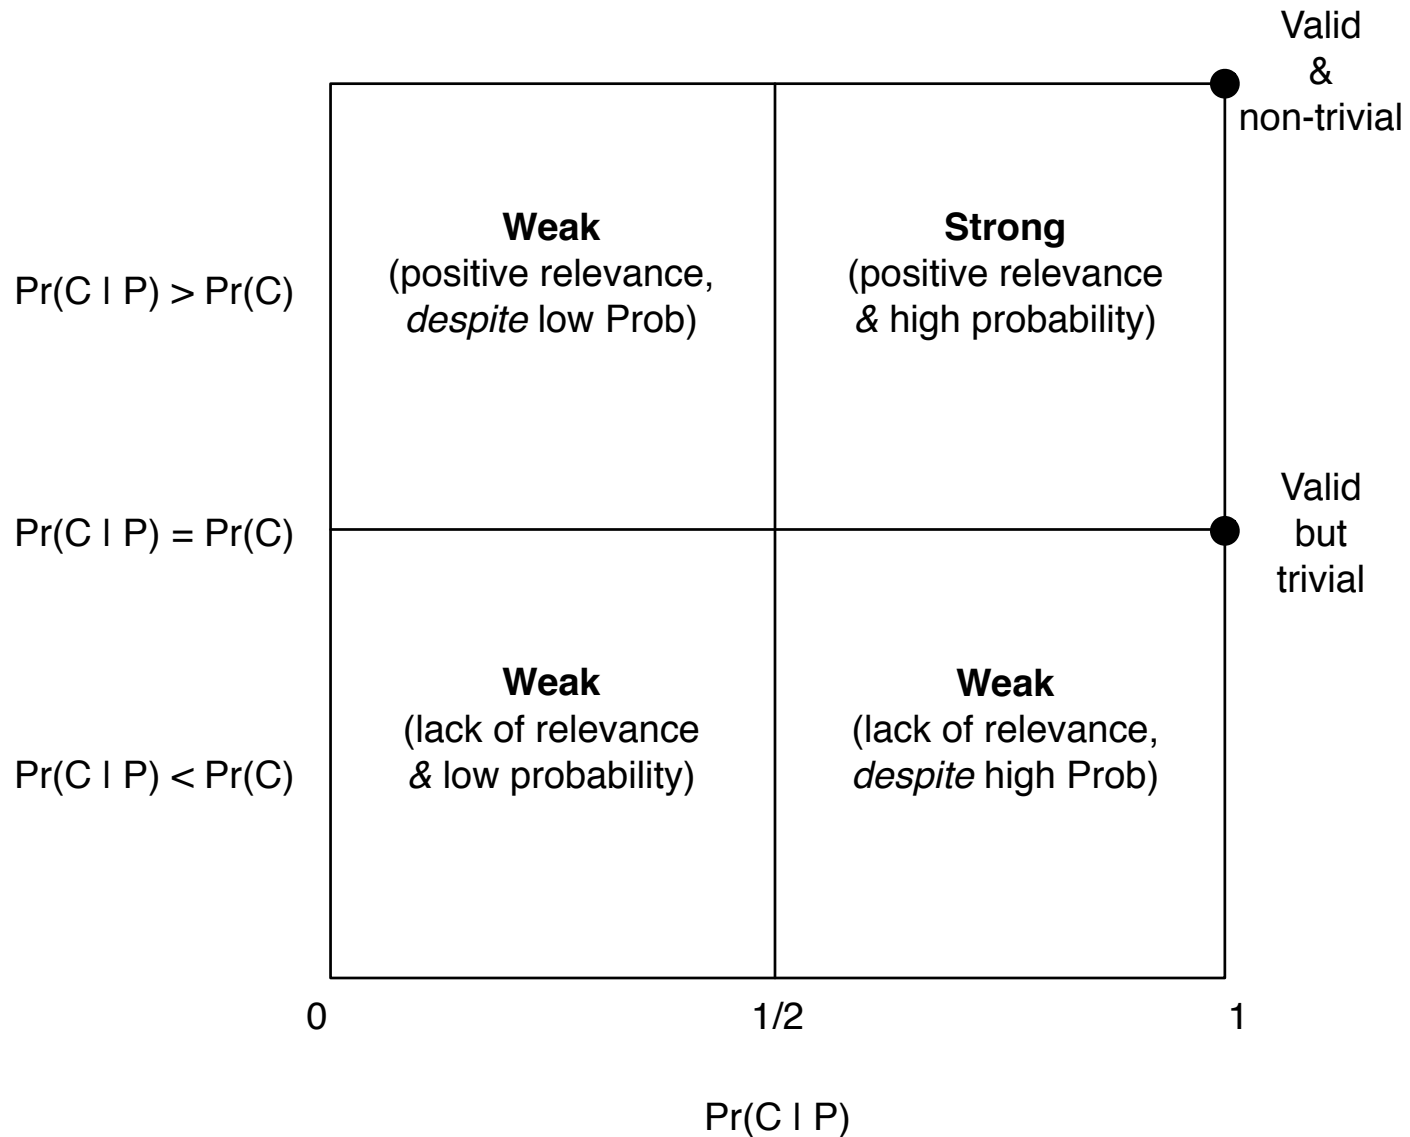 Valid
&
non-trivial
Weak
(positive relevance,
despite low Prob)
Strong
(positive relevance
& high probability)
Pr(C | P) > Pr(C)
Pr(C | P) = Pr(C)
Valid
but
trivial
Weak
(lack of relevance
& low probability)
Weak
(lack of relevance,
despite high Prob)
Pr(C | P) < Pr(C)
0
1/2
1
Pr(C | P)